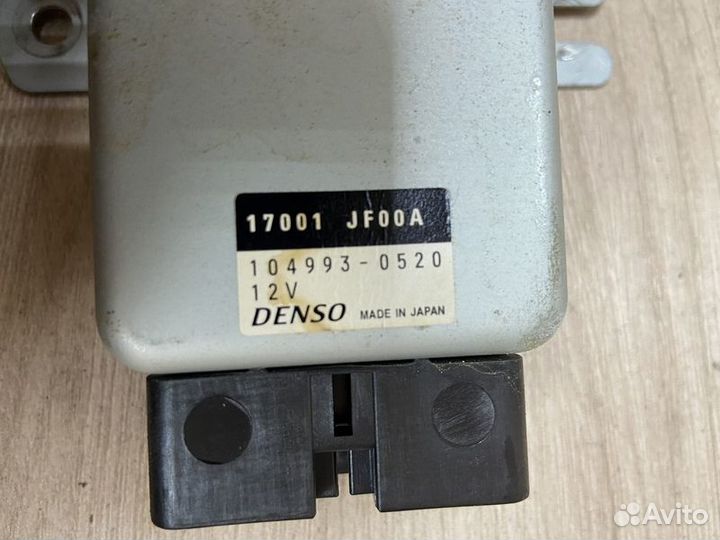 17001 JF00A
104993-0520
12V
DENSO MADE IN JAPAN
Avito